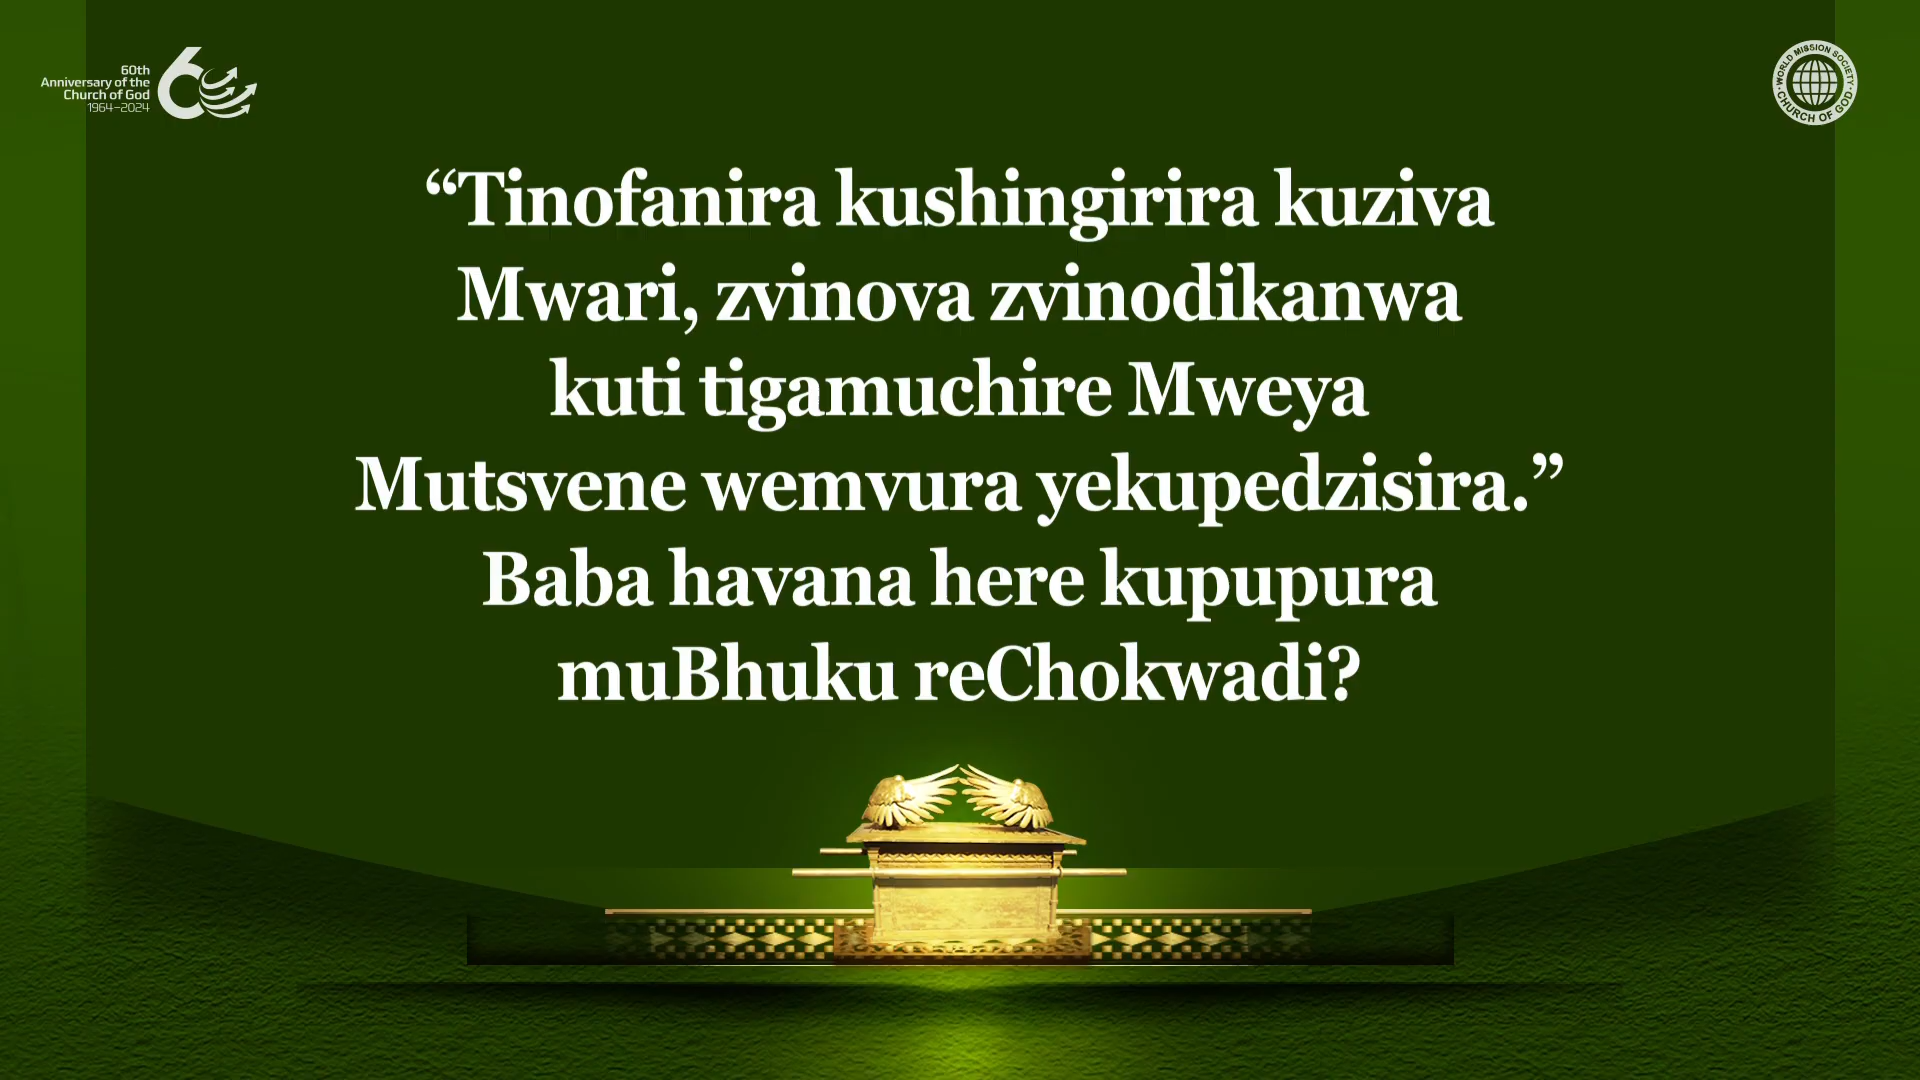 60th
Anniversary of the
Church of God
1964–2024
WORLD MISSION SOCIETY
CHURCH OF GOD
“Tinofanira kushingirira kuziva
Mwari, zvinova zvinodikanwa
kuti tigamuchire Mweya
Mutsvene wemvura yekupedzisira.”
Baba havana here kupupura
muBhuku reChokwadi?